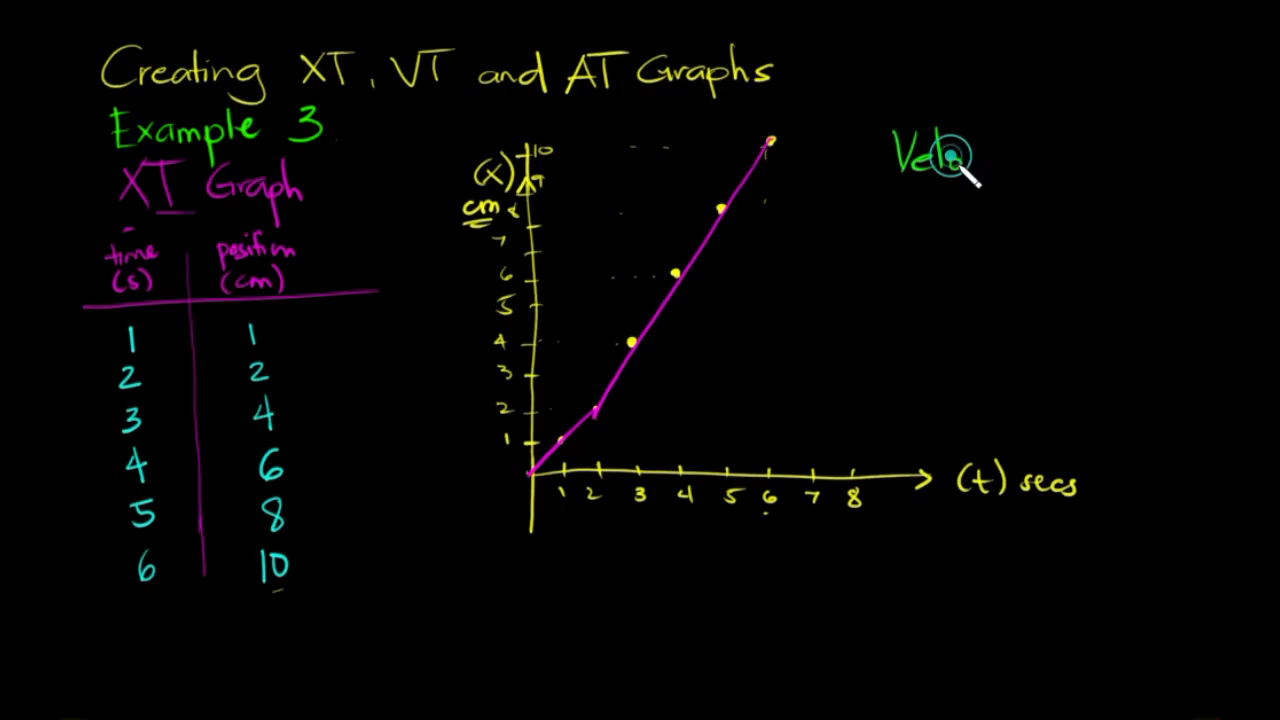 Creating XT, VT and AT Graphs
Example 3
XT Graph
time position
(s) (cm)
1 1
2 2
3 4
4 6
5 8
6 10
(x)
cm
10
9
8
7
6
5
4
3
2
1
1 2 3 4 5 6 7 8
(t) secs
Velo